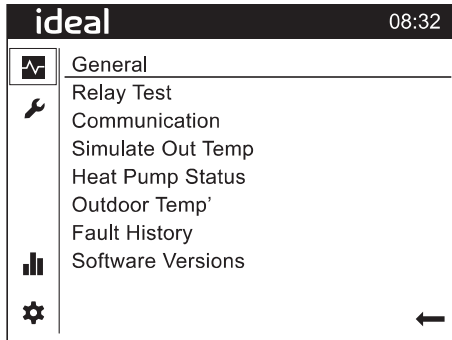 ideal 08:32
General
Relay Test
Communication
Simulate Out Temp
Heat Pump Status
Outdoor Temp'
Fault History
Software Versions